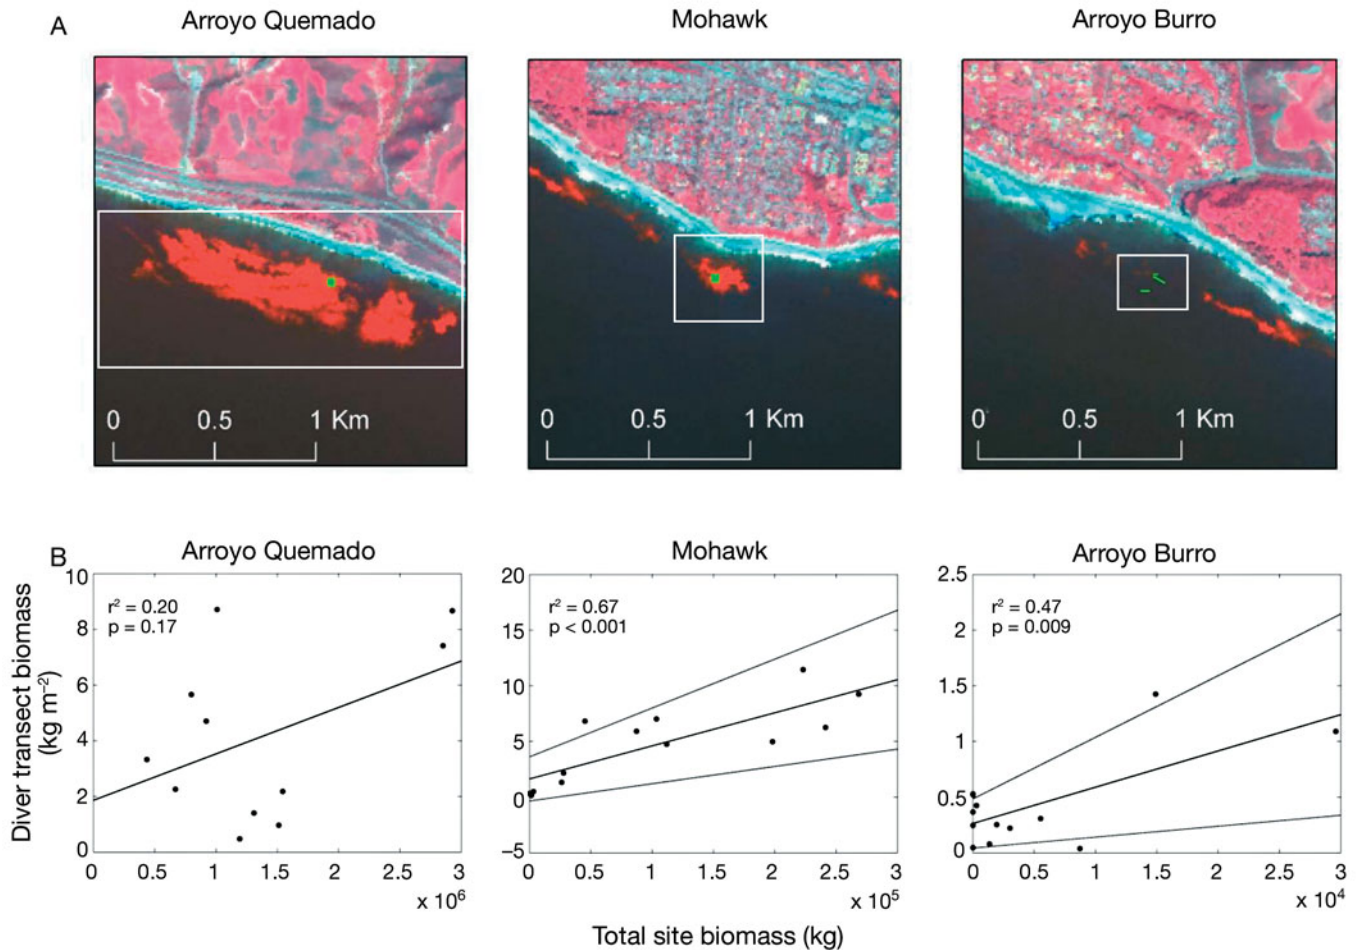 A
Arroyo Quemado
Mohawk
Arroyo Burro
0 0.5 1 Km
0 0.5 1 Km
0 0.5 1 Km
B
Arroyo Quemado
Mohawk
Arroyo Burro
Diver transect biomass
(kg m⁻²)
10
8
6
4
2
0
r² = 0.20
p = 0.17
0 0.5 1 1.5 2 2.5 3
x 10⁶
20
15
10
5
0
–5
r² = 0.67
p < 0.001
0 0.5 1 1.5 2 2.5 3
x 10⁵
2.5
2
1.5
1
0.5
0
r² = 0.47
p = 0.009
0 0.5 1 1.5 2 2.5 3.0
x 10⁴
Total site biomass (kg)